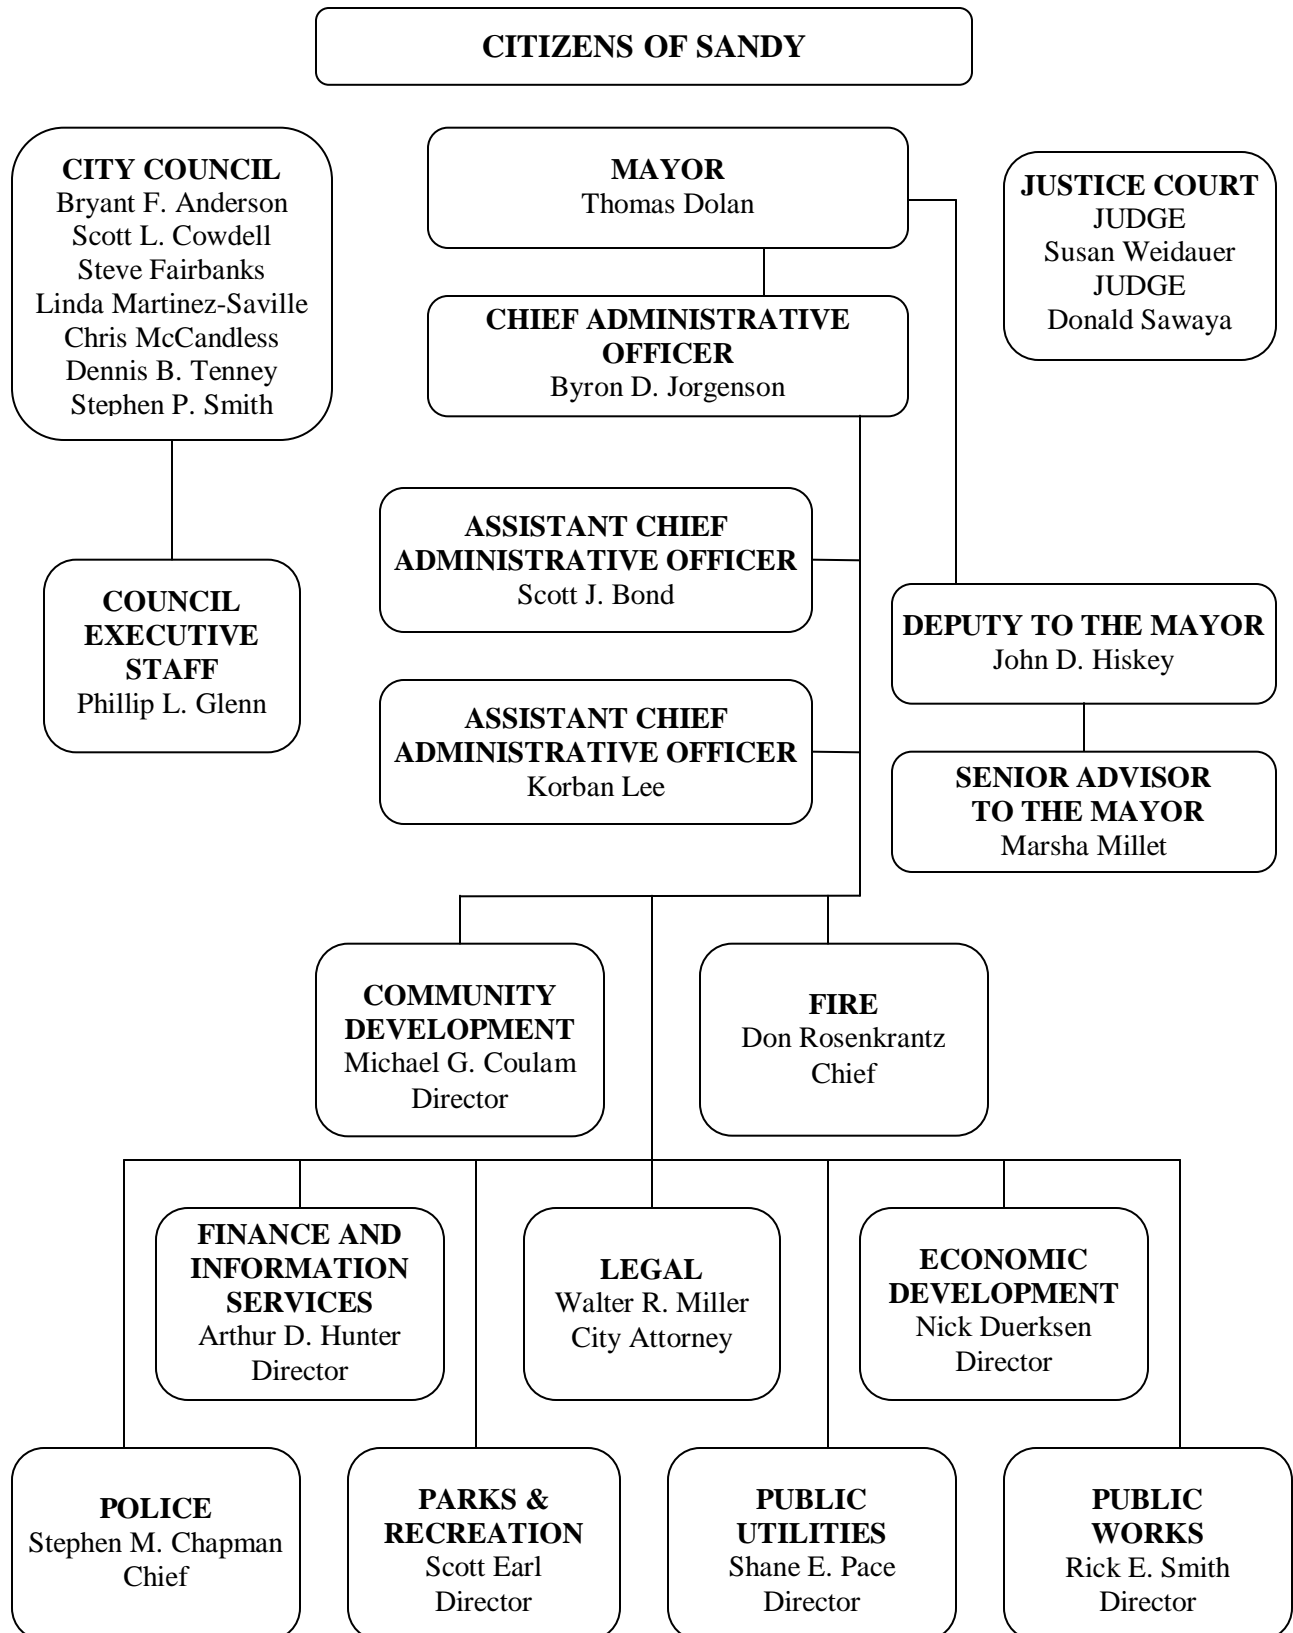 CITIZENS OF SANDY
CITY COUNCIL
Bryant F. Anderson
Scott L. Cowdell
Steve Fairbanks
Linda Martinez-Saville
Chris McCandless
Dennis B. Tenney
Stephen P. Smith
MAYOR
Thomas Dolan
JUSTICE COURT
JUDGE
Susan Weidauer
JUDGE
Donald Sawaya
CHIEF ADMINISTRATIVE
OFFICER
Byron D. Jorgenson
ASSISTANT CHIEF
ADMINISTRATIVE OFFICER
Scott J. Bond
COUNCIL
EXECUTIVE
STAFF
Phillip L. Glenn
DEPUTY TO THE MAYOR
John D. Hiskey
ASSISTANT CHIEF
ADMINISTRATIVE OFFICER
Korban Lee
SENIOR ADVISOR
TO THE MAYOR
Marsha Millet
COMMUNITY
DEVELOPMENT
Michael G. Coulam
Director
FIRE
Don Rosenkrantz
Chief
FINANCE AND
INFORMATION
SERVICES
Arthur D. Hunter
Director
LEGAL
Walter R. Miller
City Attorney
ECONOMIC
DEVELOPMENT
Nick Duerksen
Director
POLICE
Stephen M. Chapman
Chief
PARKS &
RECREATION
Scott Earl
Director
PUBLIC
UTILITIES
Shane E. Pace
Director
PUBLIC
WORKS
Rick E. Smith
Director